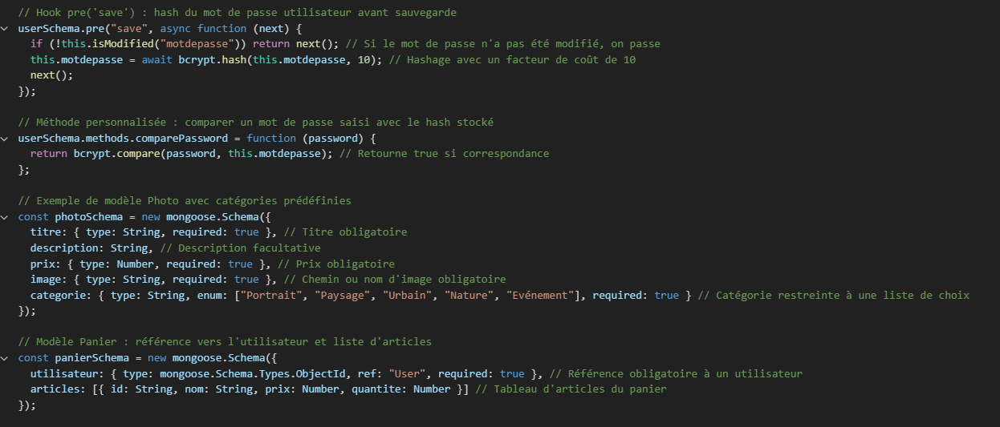 // Hook pre('save') : hash du mot de passe utilisateur avant sauvegarde
userSchema.pre("save", async function (next) {
  if (!this.isModified("motdepasse")) return next(); // Si le mot de passe n'a pas été modifié, on passe
  this.motdepasse = await bcrypt.hash(this.motdepasse, 10); // Hashage avec un facteur de coût de 10
  next();
});

// Méthode personnalisée : comparer un mot de passe saisi avec le hash stocké
userSchema.methods.comparePassword = function (password) {
  return bcrypt.compare(password, this.motdepasse); // Retourne true si correspondance
};

// Exemple de modèle Photo avec catégories prédéfinies
const photoSchema = new mongoose.Schema({
  titre: { type: String, required: true }, // Titre obligatoire
  description: String, // Description facultative
  prix: { type: Number, required: true }, // Prix obligatoire
  image: { type: String, required: true }, // Chemin ou nom d'image obligatoire
  categorie: { type: String, enum: ["Portrait", "Paysage", "Urbain", "Nature", "Evénement"], required: true } // Catégorie restreinte à une liste de choix
});

// Modèle Panier : référence vers l'utilisateur et liste d'articles
const panierSchema = new mongoose.Schema({
  utilisateur: { type: mongoose.Schema.Types.ObjectId, ref: "User", required: true }, // Référence obligatoire à un utilisateur
  articles: [{ id: String, nom: String, prix: Number, quantite: Number }] // Tableau d'articles du panier
});